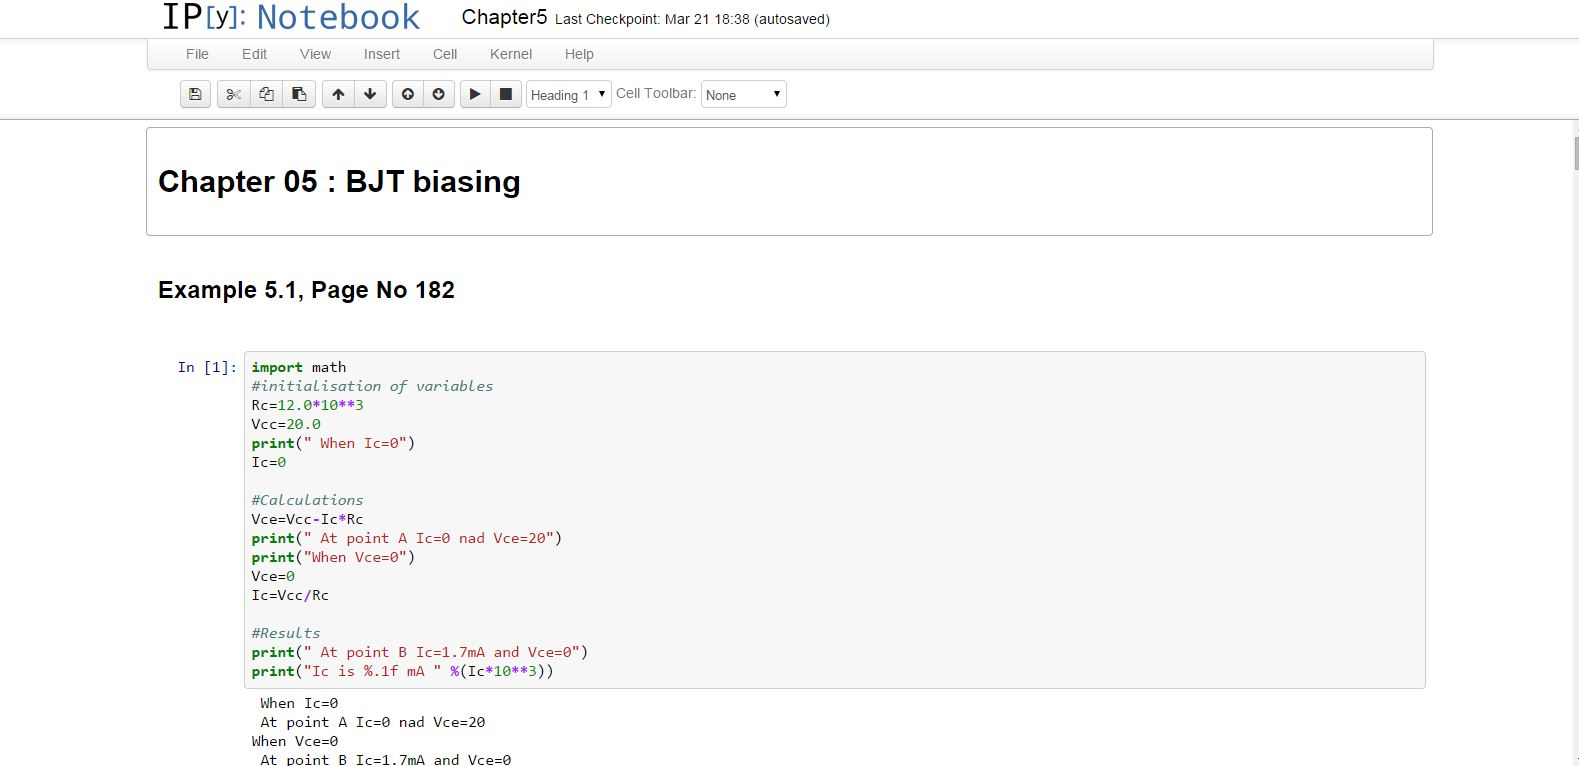 IP[y]: Notebook Chapter5 Last Checkpoint: Mar 21 18:38 (autosaved)
File Edit View Insert Cell Kernel Help
Heading 1 Cell Toolbar: None
Chapter 05 : BJT biasing
Example 5.1, Page No 182
In [1]: import math
#initialisation of variables
Rc=12.0*10**3
Vcc=20.0
print(" When Ic=0")
Ic=0
#Calculations
Vce=Vcc-Ic*Rc
print(" At point A Ic=0 nad Vce=20")
print("When Vce=0")
Vce=0
Ic=Vcc/Rc
#Results
print(" At point B Ic=1.7mA and Vce=0")
print("Ic is %.1f mA " %(Ic*10**3))
When Ic=0
At point A Ic=0 nad Vce=20
When Vce=0
At point B Ic=1.7mA and Vce=0